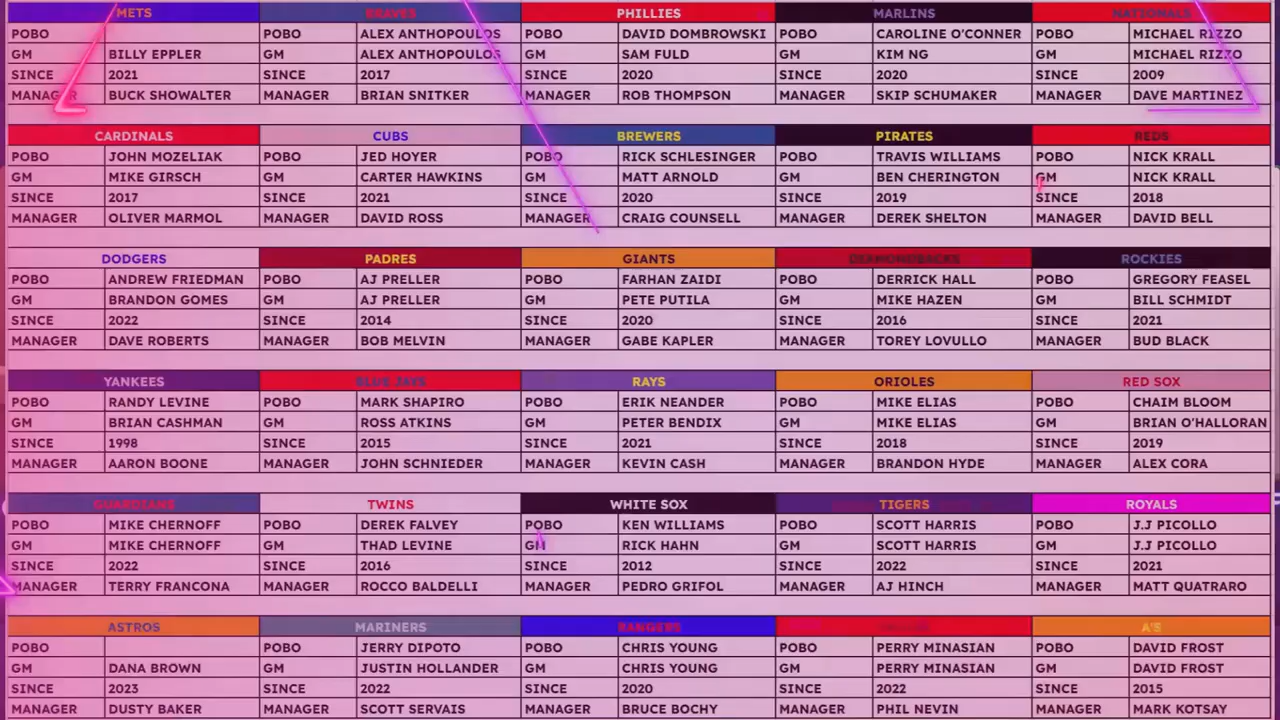 METS BRAVES PHILLIES MARLINS NATIONALS
POBO POBO ALEX ANTHOPOULOS POBO DAVID DOMBROWSKI POBO CAROLINE O'CONNER POBO MICHAEL RIZZO
GM BILLY EPPLER GM ALEX ANTHOPOULOS GM SAM FULD GM KIM NG GM MICHAEL RIZZO
SINCE 2021 SINCE 2017 SINCE 2020 SINCE 2020 SINCE 2009
MANAGER BUCK SHOWALTER MANAGER BRIAN SNITKER MANAGER ROB THOMPSON MANAGER SKIP SCHUMAKER MANAGER DAVE MARTINEZ
CARDINALS CUBS BREWERS PIRATES REDS
POBO JOHN MOZELIAK POBO JED HOYER POBO RICK SCHLESINGER POBO TRAVIS WILLIAMS POBO NICK KRALL
GM MIKE GIRSCH GM CARTER HAWKINS GM MATT ARNOLD GM BEN CHERINGTON GM NICK KRALL
SINCE 2017 SINCE 2021 SINCE 2020 SINCE 2019 SINCE 2018
MANAGER OLIVER MARMOL MANAGER DAVID ROSS MANAGER CRAIG COUNSELL MANAGER DEREK SHELTON MANAGER DAVID BELL
DODGERS PADRES GIANTS DIAMONDBACKS ROCKIES
POBO ANDREW FRIEDMAN POBO AJ PRELLER POBO FARHAN ZAIDI POBO DERRICK HALL POBO GREGORY FEASEL
GM BRANDON GOMES GM AJ PRELLER GM PETE PUTILA GM MIKE HAZEN GM BILL SCHMIDT
SINCE 2022 SINCE 2014 SINCE 2020 SINCE 2016 SINCE 2021
MANAGER DAVE ROBERTS MANAGER BOB MELVIN MANAGER GABE KAPLER MANAGER TOREY LOVULLO MANAGER BUD BLACK
YANKEES BLUE JAYS RAYS ORIOLES RED SOX
POBO RANDY LEVINE POBO MARK SHAPIRO POBO ERIK NEANDER POBO MIKE ELIAS POBO CHAIM BLOOM
GM BRIAN CASHMAN GM ROSS ATKINS GM PETER BENDIX GM MIKE ELIAS GM BRIAN O'HALLORAN
SINCE 1998 SINCE 2015 SINCE 2021 SINCE 2018 SINCE 2019
MANAGER AARON BOONE MANAGER JOHN SCHNIEDER MANAGER KEVIN CASH MANAGER BRANDON HYDE MANAGER ALEX CORA
GUARDIANS TWINS WHITE SOX TIGERS ROYALS
POBO MIKE CHERNOFF POBO DEREK FALVEY POBO KEN WILLIAMS POBO SCOTT HARRIS POBO J.J PICOLLO
GM MIKE CHERNOFF GM THAD LEVINE GM RICK HAHN GM SCOTT HARRIS GM J.J PICOLLO
SINCE 2022 SINCE 2016 SINCE 2012 SINCE 2022 SINCE 2021
MANAGER TERRY FRANCONA MANAGER ROCCO BALDELLI MANAGER PEDRO GRIFOL MANAGER AJ HINCH MANAGER MATT QUATRARO
ASTROS MARINERS RANGERS A'S
POBO POBO JERRY DIPOTO POBO CHRIS YOUNG POBO PERRY MINASIAN POBO DAVID FROST
GM DANA BROWN GM JUSTIN HOLLANDER GM CHRIS YOUNG GM PERRY MINASIAN GM DAVID FROST
SINCE 2023 SINCE 2022 SINCE 2020 SINCE 2022 SINCE 2015
MANAGER DUSTY BAKER MANAGER SCOTT SERVAIS MANAGER BRUCE BOCHY MANAGER PHIL NEVIN MANAGER MARK KOTSAY